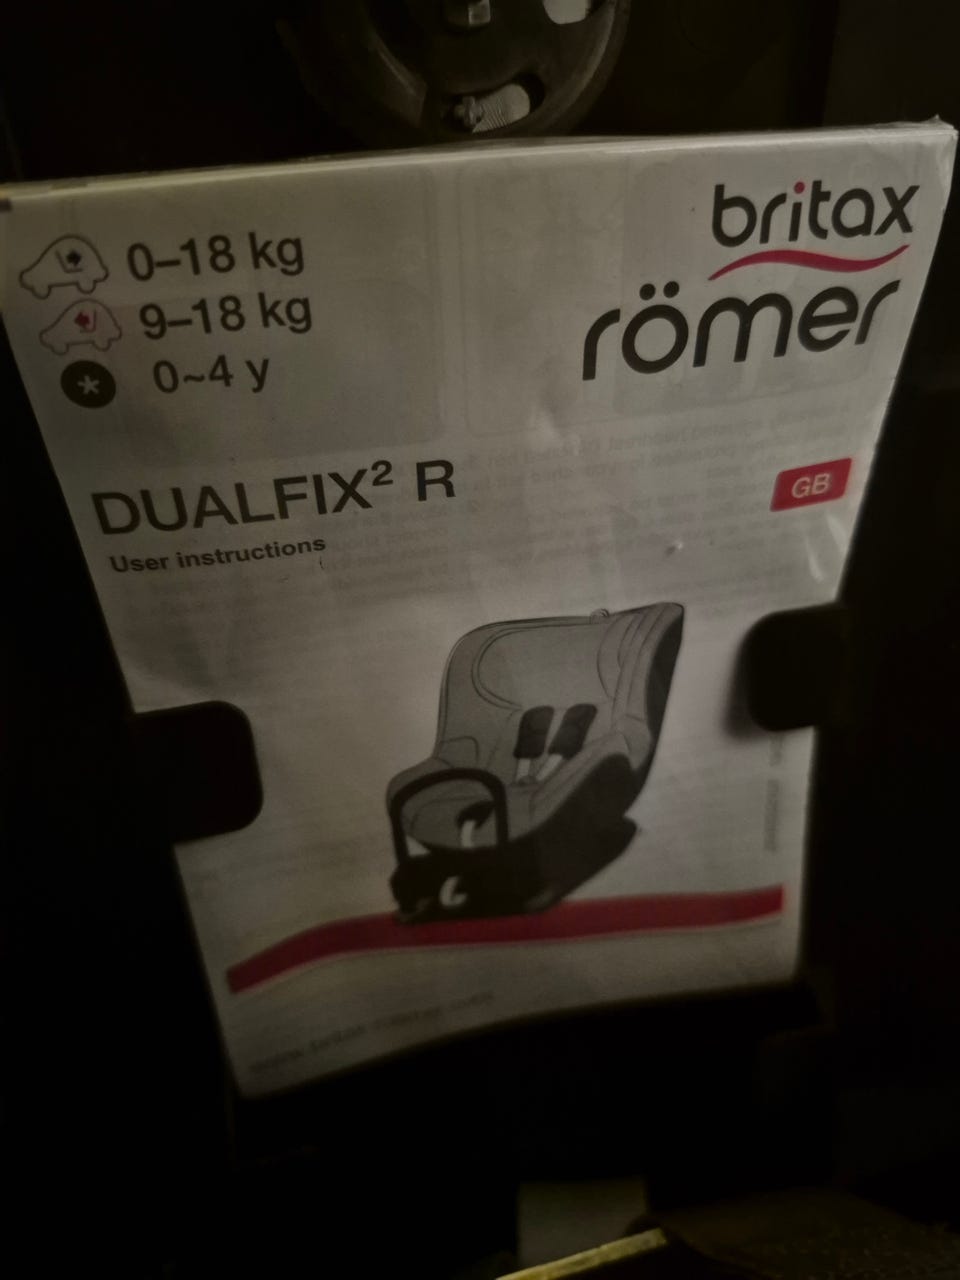 britax
römer
0–18 kg
9–18 kg
0~4 y
DUALFIX² R
GB
User instructions